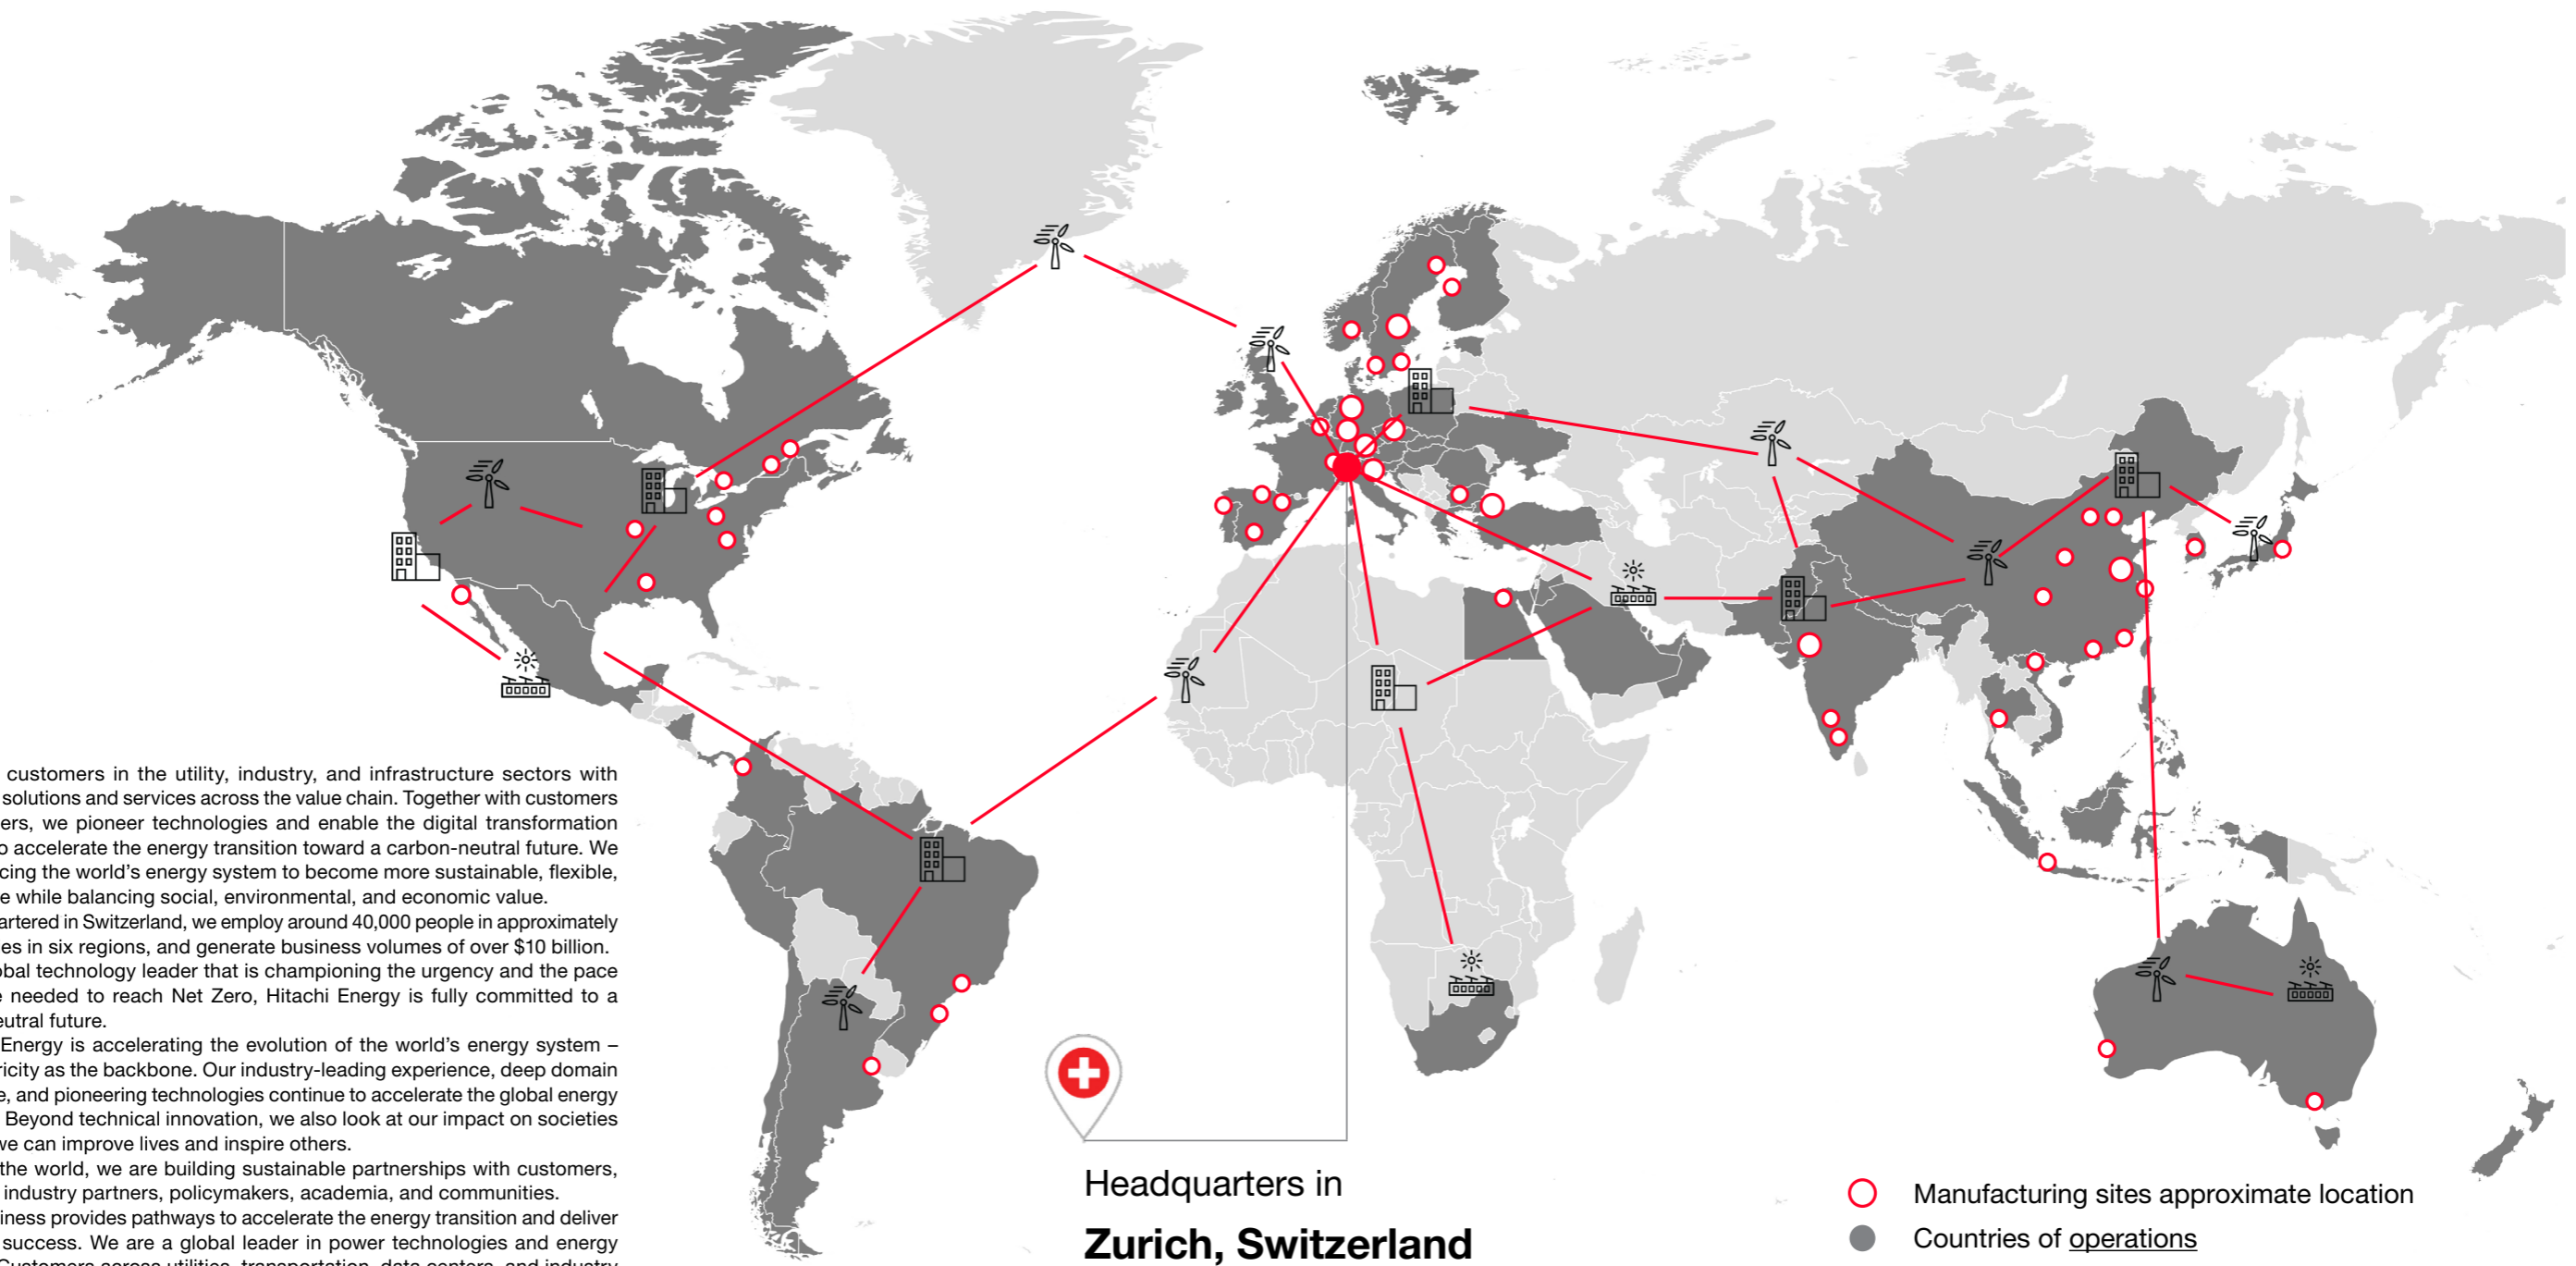 customers in the utility, industry, and infrastructure sectors with
solutions and services across the value chain. Together with customers
ers, we pioneer technologies and enable the digital transformation
o accelerate the energy transition toward a carbon-neutral future. We
cing the world’s energy system to become more sustainable, flexible,
e while balancing social, environmental, and economic value.
artered in Switzerland, we employ around 40,000 people in approximately
es in six regions, and generate business volumes of over $10 billion.
obal technology leader that is championing the urgency and the pace
e needed to reach Net Zero, Hitachi Energy is fully committed to a
eutral future.
Energy is accelerating the evolution of the world’s energy system –
ricity as the backbone. Our industry-leading experience, deep domain
e, and pioneering technologies continue to accelerate the global energy
Beyond technical innovation, we also look at our impact on societies
we can improve lives and inspire others.
the world, we are building sustainable partnerships with customers,
industry partners, policymakers, academia, and communities.
iness provides pathways to accelerate the energy transition and deliver
success. We are a global leader in power technologies and energy
Customers across utilities, transportation, data centers, and industry
Headquarters in
Zurich, Switzerland
Manufacturing sites approximate location
Countries of operations